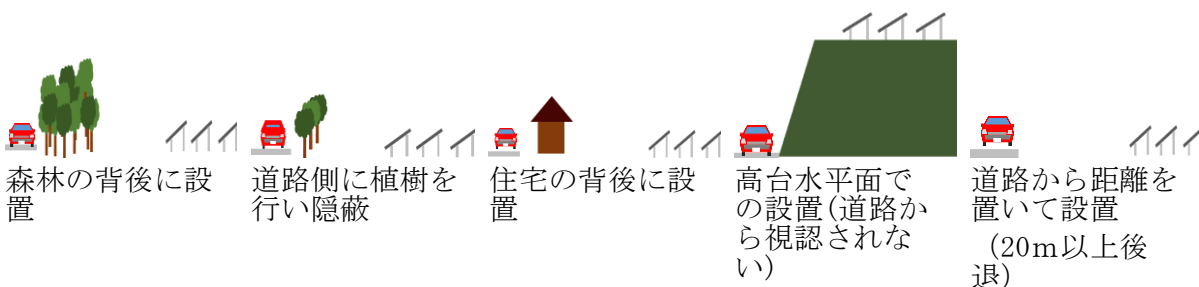 森林の背後に設
置
道路側に植樹を
行い隠蔽
住宅の背後に設
置
高台水平面で
の設置(道路か
ら視認されな
い)
道路から距離を
置いて設置
(20m以上後
退)